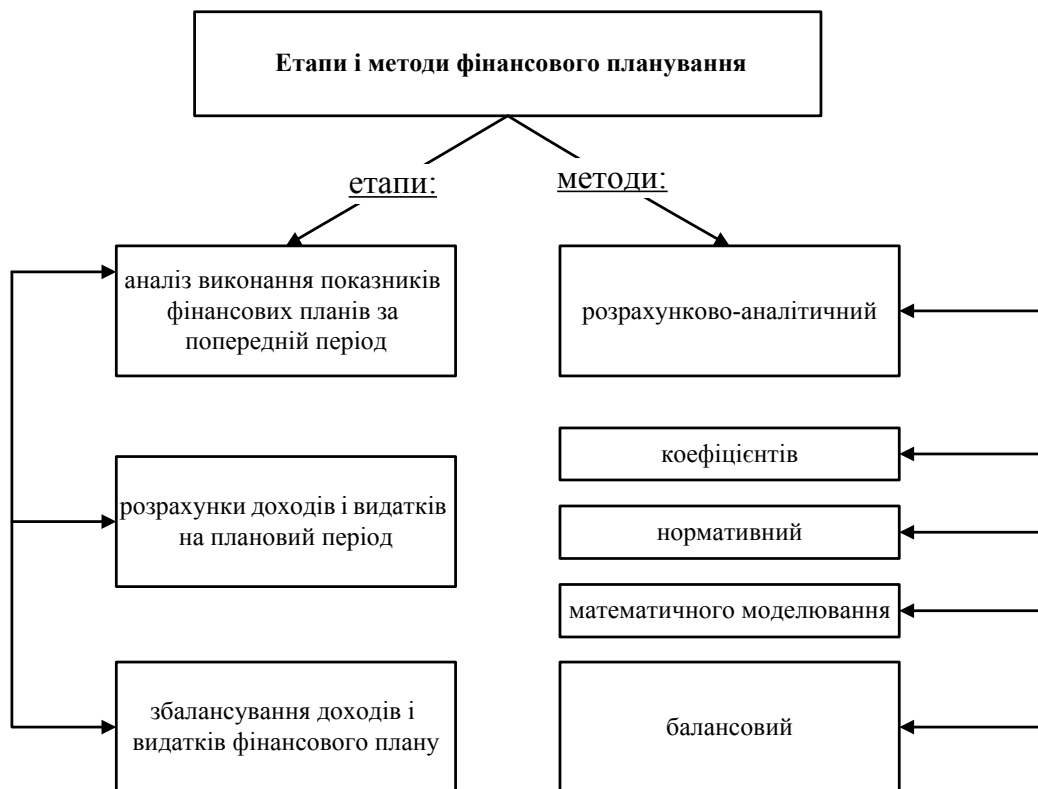 Етапи і методи фінансового планування
етапи:
методи:
аналіз виконання показників
фінансових планів за
попередній період
розрахунково-аналітичний
коефіцієнтів
розрахунки доходів і видатків
на плановий період
нормативний
математичного моделювання
збалансування доходів і
видатків фінансового плану
балансовий